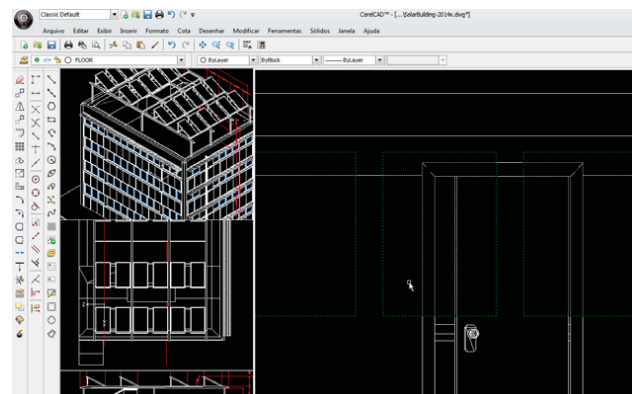 Classic Default
CorelCAD™ - [...\SolarBuilding-2014x.dwg*]
Arquivo Editar Exibir Inserir Formato Cota Desenhar Modificar Ferramentas Sólidos Janela Ajuda
FLOOR ByLayer ByBlock ByLayer